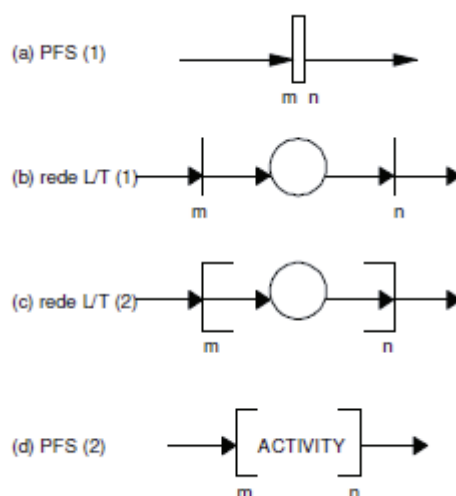 (a) PFS (1)
m n
(b) rede L/T (1)
m n
(c) rede L/T (2)
m n
(d) PFS (2)
ACTIVITY
m n